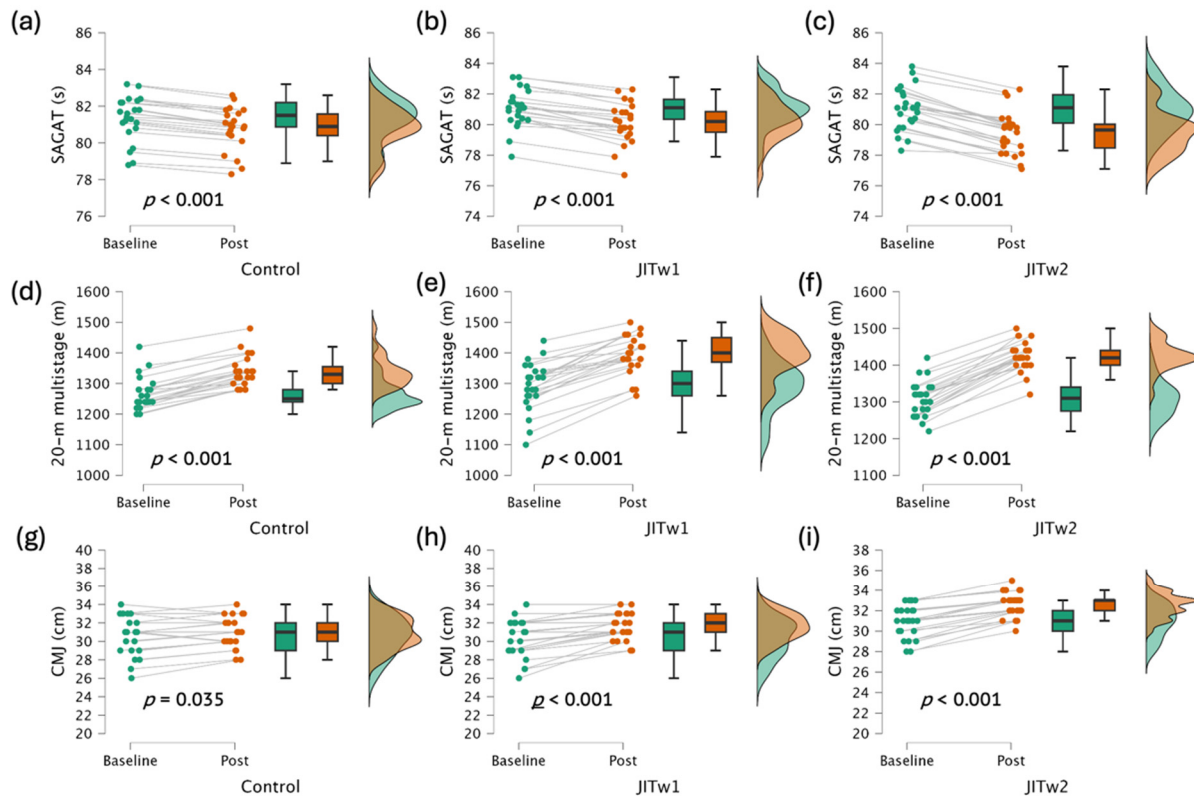 (a)
SAGAT (s)
86
84
82
80
78
76
p < 0.001
Baseline
Post
Control
(b)
SAGAT (s)
86
84
82
80
78
76
74
p < 0.001
Baseline
Post
JITw1
(c)
SAGAT (s)
86
84
82
80
78
76
74
p < 0.001
Baseline
Post
JITw2
(d)
20-m multistage (m)
1600
1500
1400
1300
1200
1100
1000
p < 0.001
Baseline
Post
Control
(e)
20-m multistage (m)
1600
1500
1400
1300
1200
1100
1000
p < 0.001
Baseline
Post
JITw1
(f)
20-m multistage (m)
1600
1500
1400
1300
1200
1100
p < 0.001
Baseline
Post
JITw2
(g)
CMJ (cm)
40
38
36
34
32
30
28
26
24
22
20
p = 0.035
Baseline
Post
Control
(h)
CMJ (cm)
40
38
36
34
32
30
28
26
24
22
20
p < 0.001
Baseline
Post
JITw1
(i)
CMJ (cm)
38
36
34
32
30
28
26
24
22
20
p < 0.001
Baseline
Post
JITw2